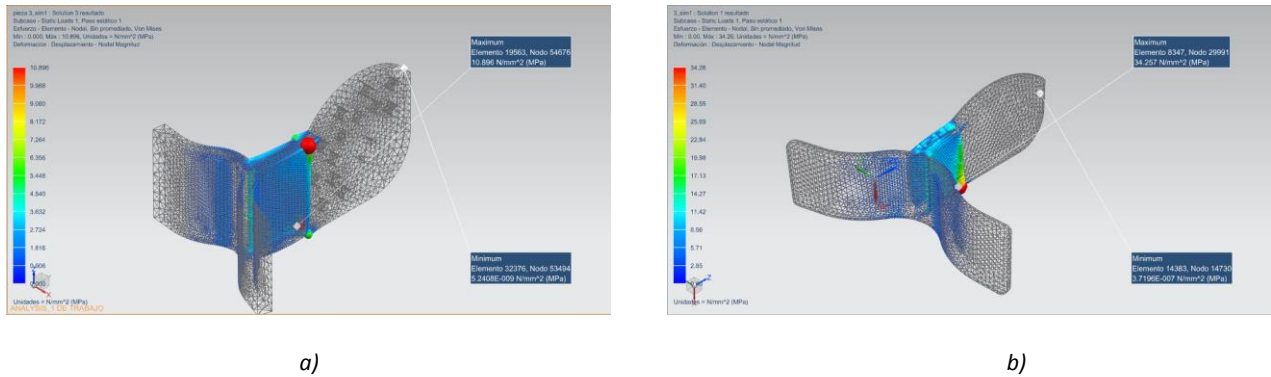 pieza 3_sim1 : Solution 3 resultado
Subcase - Static Loads 1, Paso estático 1
Esfuerzo - Elemento - Nodal, Sin promediado, Von Mises
Min : 0.000, Máx : 10.896, Unidades = N/mm^2 (MPa)
Deformación : Desplazamiento - Nodal Magnitud
Maximum
Elemento 19563, Nodo 54676
10.896 N/mm^2 (MPa)
10.896
9.988
9.080
8.172
7.264
6.356
5.448
4.540
3.632
2.724
1.816
0.908
0.000
Minimum
Elemento 32376, Nodo 53494
5.2408E-009 N/mm^2 (MPa)
X
Unidades = N/mm^2 (MPa)
ANALYSIS_1 DE TRABAJO
3_sim1 : Solution 1 resultado
Subcase - Static Loads 1, Paso estático 1
Esfuerzo - Elemento - Nodal, Sin promediado, Von Mises
Min : 0.00, Máx : 34.26, Unidades = N/mm^2 (MPa)
Deformación : Desplazamiento - Nodal Magnitud
Maximum
Elemento 8347, Nodo 29991
34.257 N/mm^2 (MPa)
34.26
31.40
28.55
25.69
22.84
19.98
17.13
14.27
11.42
8.56
5.71
2.85
Minimum
Elemento 14383, Nodo 14730
3.7196E-007 N/mm^2 (MPa)
Z
Unidades = N/mm^2 (MPa)
a)
b)